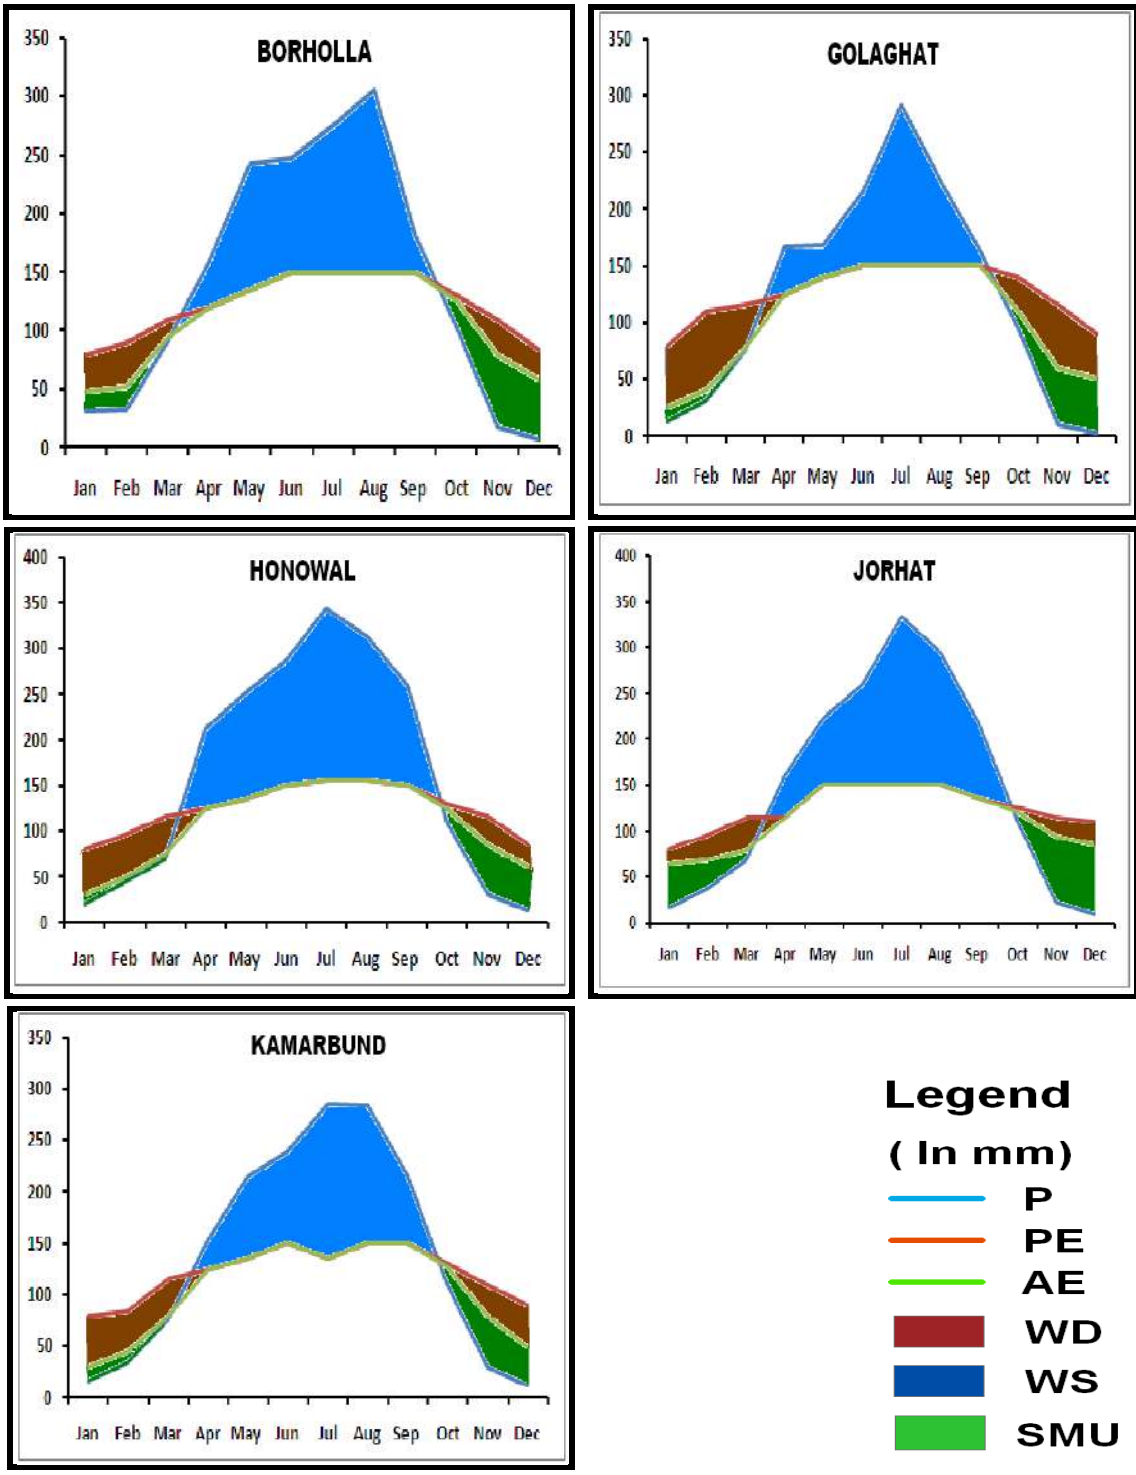 BORHOLLA
350
300
250
200
150
100
50
0
Jan Feb Mar Apr May Jun Jul Aug Sep Oct Nov Dec
GOLAGHAT
350
300
250
200
150
100
50
0
Jan Feb Mar Apr May Jun Jul Aug Sep Oct Nov Dec
HONOWAL
400
350
300
250
200
150
100
50
0
Jan Feb Mar Apr May Jun Jul Aug Sep Oct Nov Dec
JORHAT
400
350
300
250
200
150
100
50
0
Jan Feb Mar Apr May Jun Jul Aug Sep Oct Nov Dec
KAMARBUND
350
300
250
200
150
100
50
0
Jan Feb Mar Apr May Jun Jul Aug Sep Oct Nov Dec
Legend
( In mm)
P
PE
AE
WD
WS
SMU